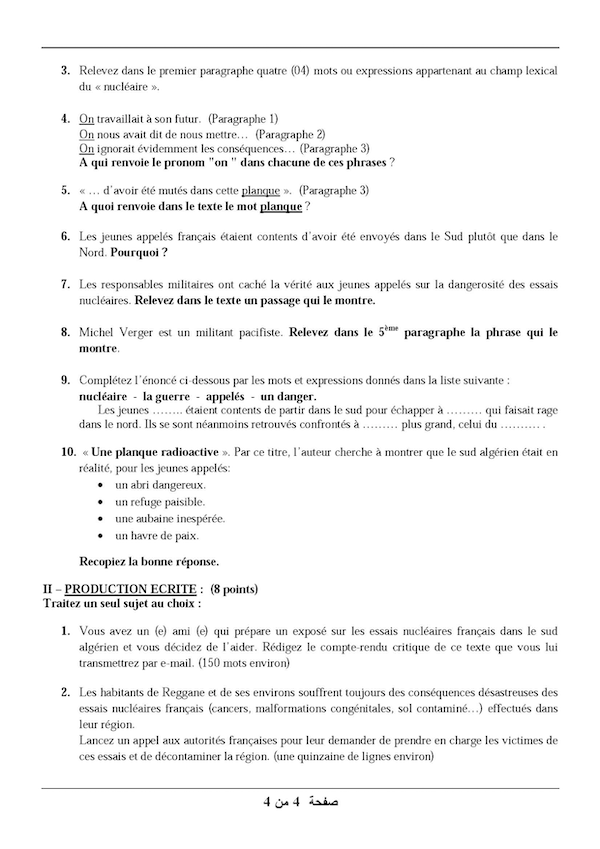 3. Relevez dans le premier paragraphe quatre (04) mots ou expressions appartenant au champ lexical
du « nucléaire ».
4. On travaillait à son futur. (Paragraphe 1)
On nous avait dit de nous mettre… (Paragraphe 2)
On ignorait évidemment les conséquences… (Paragraphe 3)
A qui renvoie le pronom "on " dans chacune de ces phrases ?
5. « … d'avoir été mutés dans cette planque ». (Paragraphe 3)
A quoi renvoie dans le texte le mot planque ?
6. Les jeunes appelés français étaient contents d'avoir été envoyés dans le Sud plutôt que dans le
Nord. Pourquoi ?
7. Les responsables militaires ont caché la vérité aux jeunes appelés sur la dangerosité des essais
nucléaires. Relevez dans le texte un passage qui le montre.
8. Michel Verger est un militant pacifiste. Relevez dans le 5ème paragraphe la phrase qui le
montre.
9. Complétez l'énoncé ci-dessous par les mots et expressions donnés dans la liste suivante :
nucléaire - la guerre - appelés - un danger.
Les jeunes …….. étaient contents de partir dans le sud pour échapper à ……… qui faisait rage
dans le nord. Ils se sont néanmoins retrouvés confrontés à ……… plus grand, celui du ………. .
10. « Une planque radioactive ». Par ce titre, l'auteur cherche à montrer que le sud algérien était en
réalité, pour les jeunes appelés:
• un abri dangereux.
• un refuge paisible.
• une aubaine inespérée.
• un havre de paix.
Recopiez la bonne réponse.
II – PRODUCTION ECRITE : (8 points)
Traitez un seul sujet au choix :
1. Vous avez un (e) ami (e) qui prépare un exposé sur les essais nucléaires français dans le sud
algérien et vous décidez de l'aider. Rédigez le compte-rendu critique de ce texte que vous lui
transmettrez par e-mail. (150 mots environ)
2. Les habitants de Reggane et de ses environs souffrent toujours des conséquences désastreuses des
essais nucléaires français (cancers, malformations congénitales, sol contaminé…) effectués dans
leur région.
Lancez un appel aux autorités françaises pour leur demander de prendre en charge les victimes de
ces essais et de décontaminer la région. (une quinzaine de lignes environ)
صفحة 4 من 4